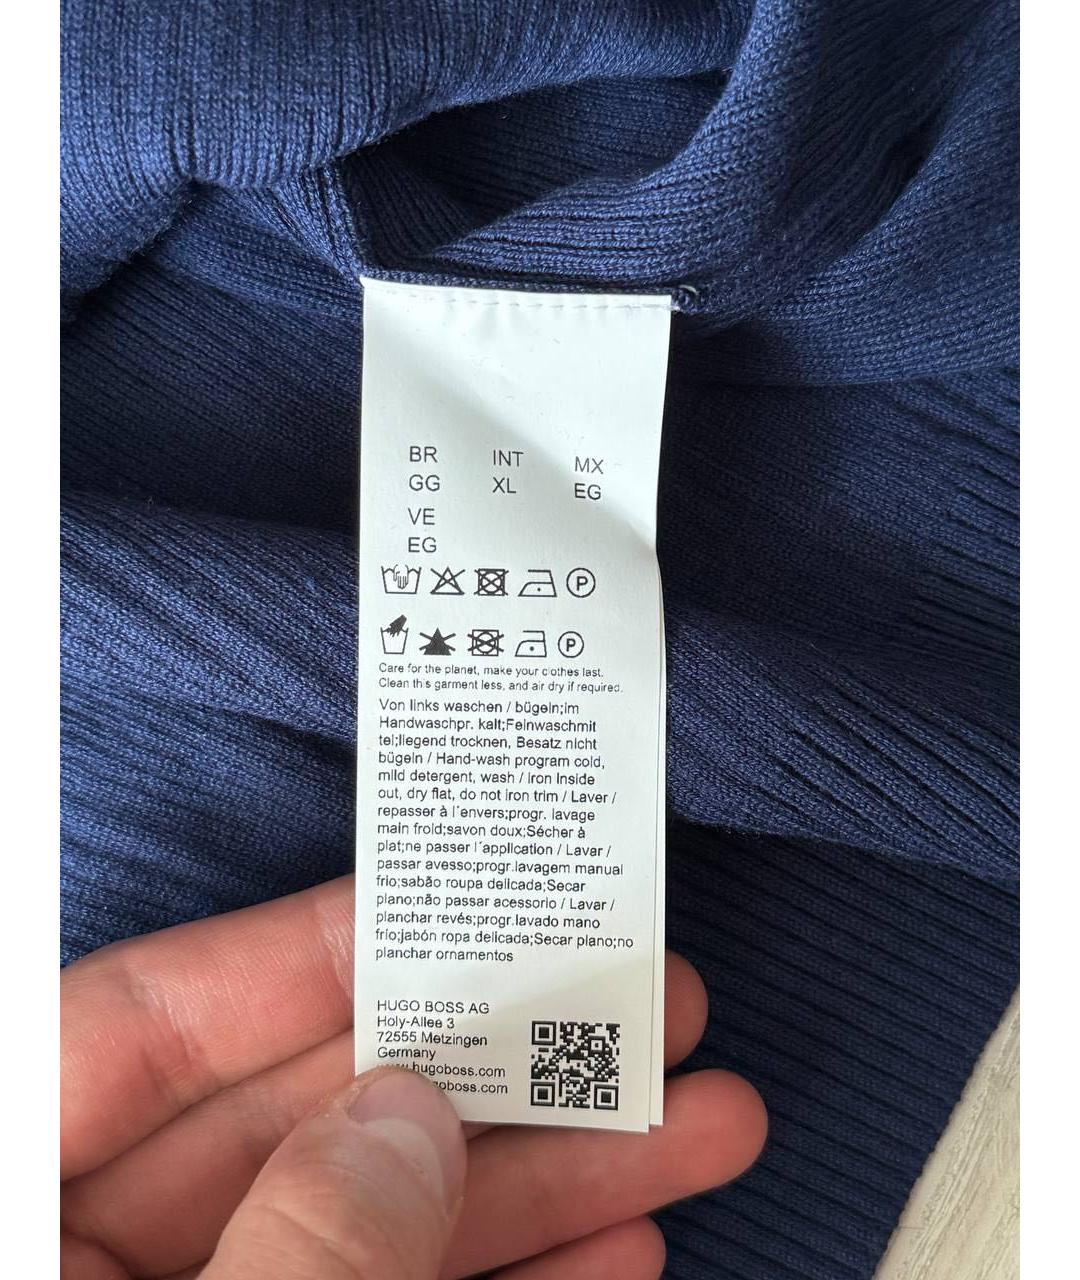 BR INT MX
GG XL EG
VE
EG
P
P
Care for the planet, make your clothes last.
Clean this garment less, and air dry if required.
Von links waschen / bügeln;im
Handwaschpr. kalt;Feinwaschmit
tel;liegend trocknen, Besatz nicht
bügeln / Hand-wash program cold,
mild detergent, wash / iron inside
out, dry flat, do not iron trim / Laver /
repasser à l´envers;progr. lavage
main froid;savon doux;Sécher à
plat;ne passer l´application / Lavar /
passar avesso;progr.lavagem manual
frio;sabão roupa delicada;Secar
plano;não passar acessorio / Lavar /
planchar revés;progr.lavado mano
frio;jabón ropa delicada;Secar plano;no
planchar ornamentos
HUGO BOSS AG
Holy-Allee 3
72555 Metzingen
Germany
hugoboss.com
oboss.com